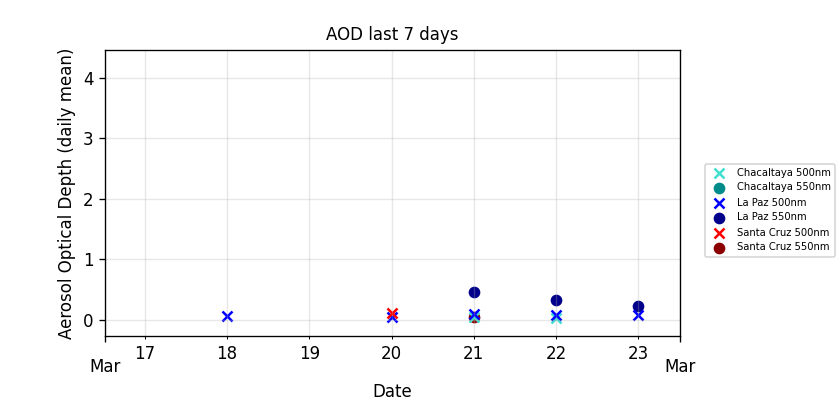 AOD last 7 days
Aerosol Optical Depth (daily mean)
4
3
2
1
0
17
18
19
20
21
22
23
Mar
Mar
Date
Chacaltaya 500nm
Chacaltaya 550nm
La Paz 500nm
La Paz 550nm
Santa Cruz 500nm
Santa Cruz 550nm